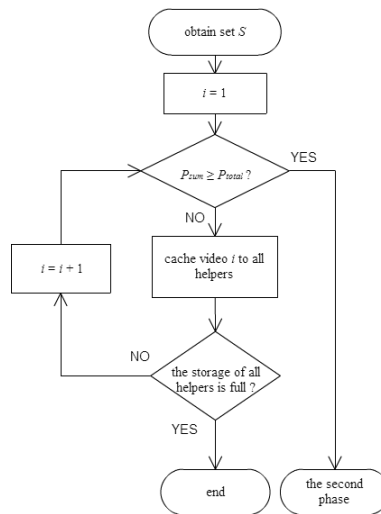 obtain set S
i = 1
YES
Psum ≥ Ptotal ?
NO
cache video i to all
helpers
i = i + 1
NO
the storage of all
helpers is full ?
YES
end
the second
phase